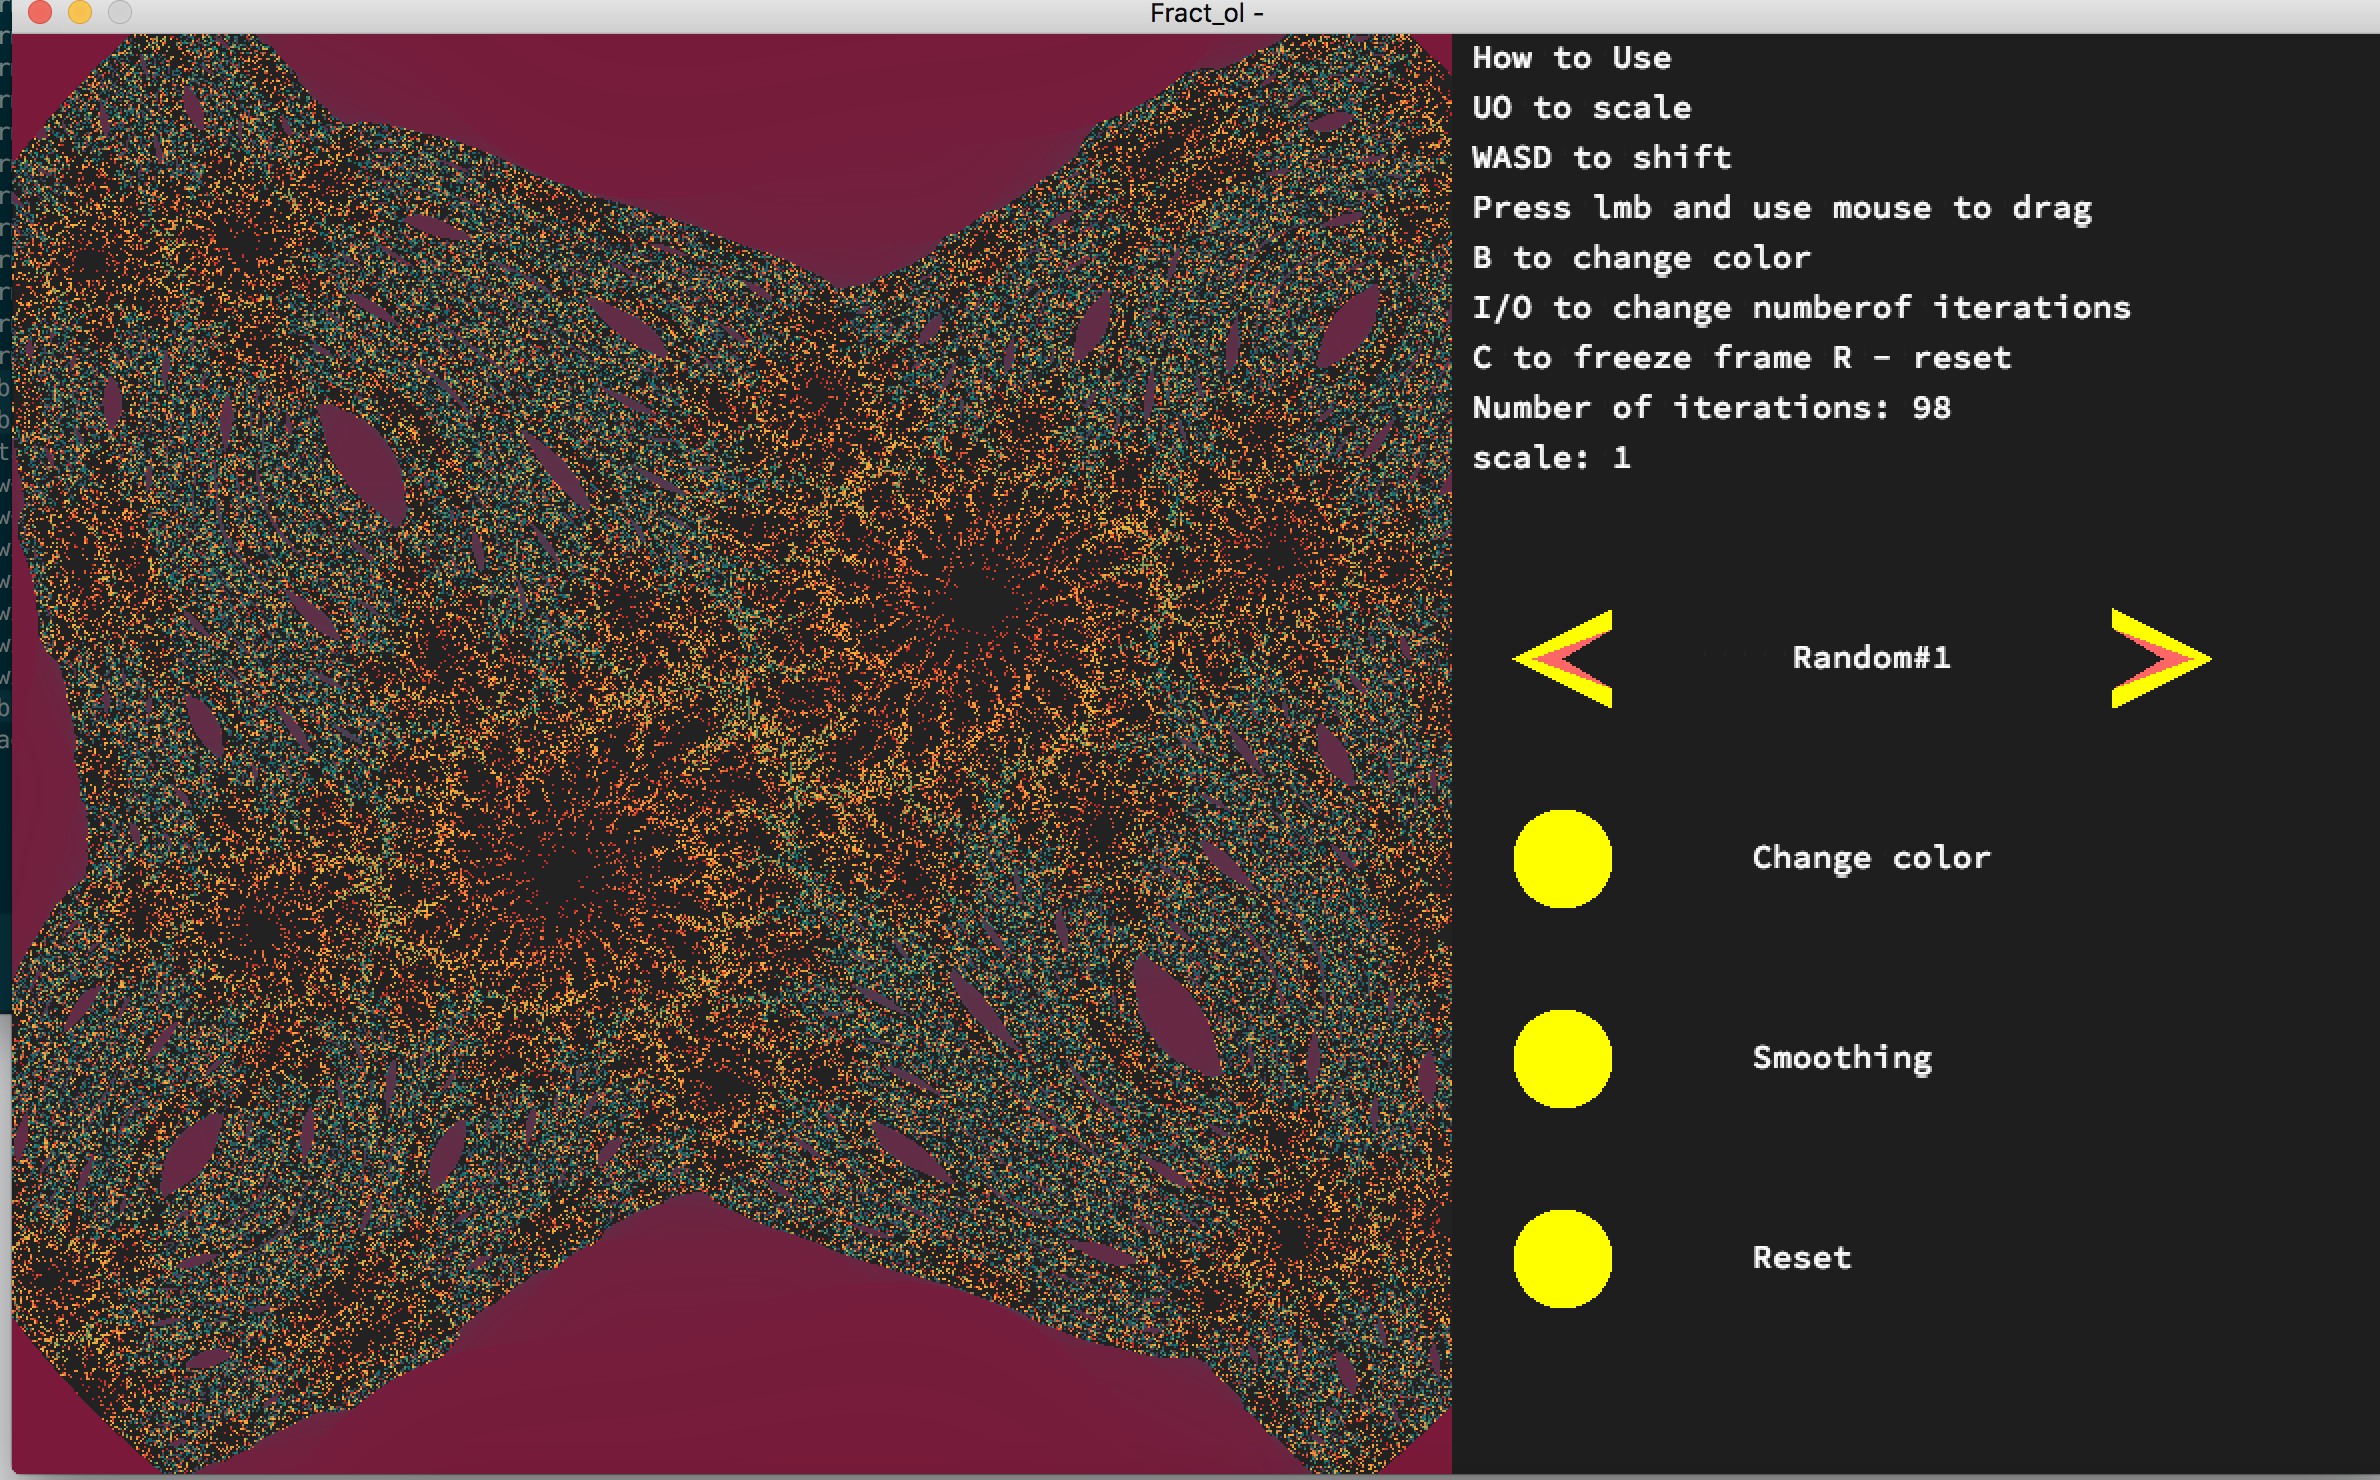 Fract_ol -
How to Use
UO to scale
WASD to shift
Press lmb and use mouse to drag
B to change color
I/O to change numberof iterations
C to freeze frame R - reset
Number of iterations: 98
scale: 1
Random#1
Change color
Smoothing
Reset